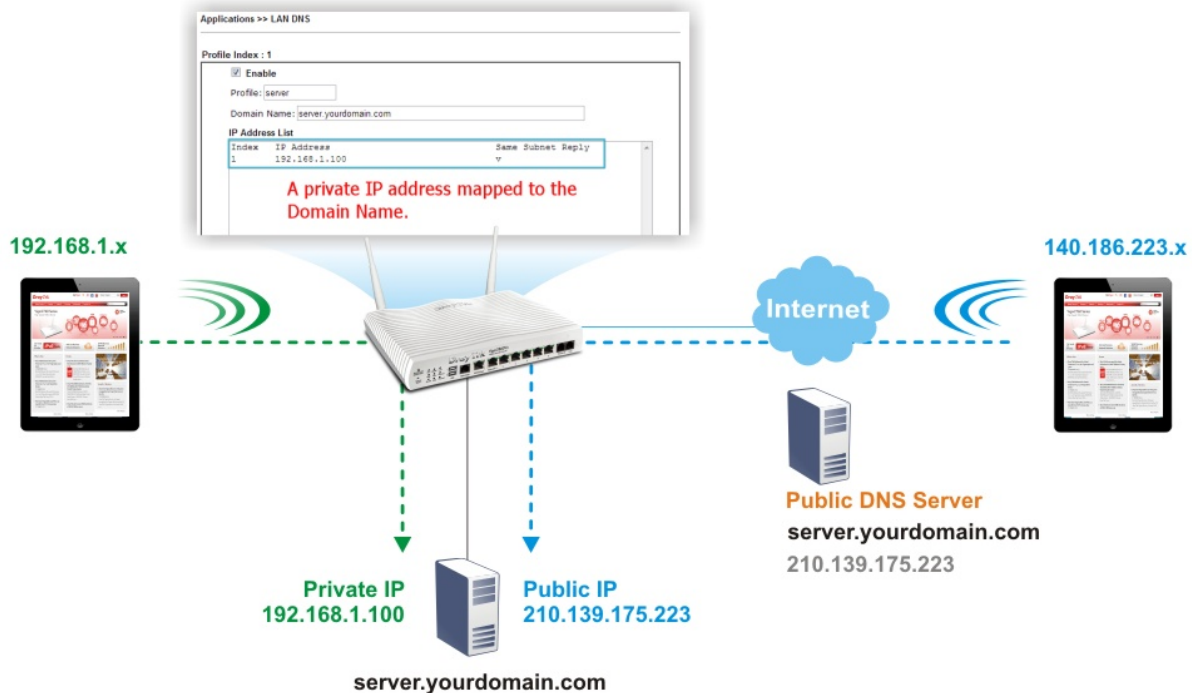 Applications >> LAN DNS
Profile Index : 1
Enable
Profile: server
Domain Name: server.yourdomain.com
IP Address List
Index IP Address Same Subnet Reply
1 192.168.1.100 v
A private IP address mapped to the
Domain Name.
192.168.1.x
140.186.223.x
Internet
Public DNS Server
server.yourdomain.com
210.139.175.223
Private IP
192.168.1.100
Public IP
210.139.175.223
server.yourdomain.com